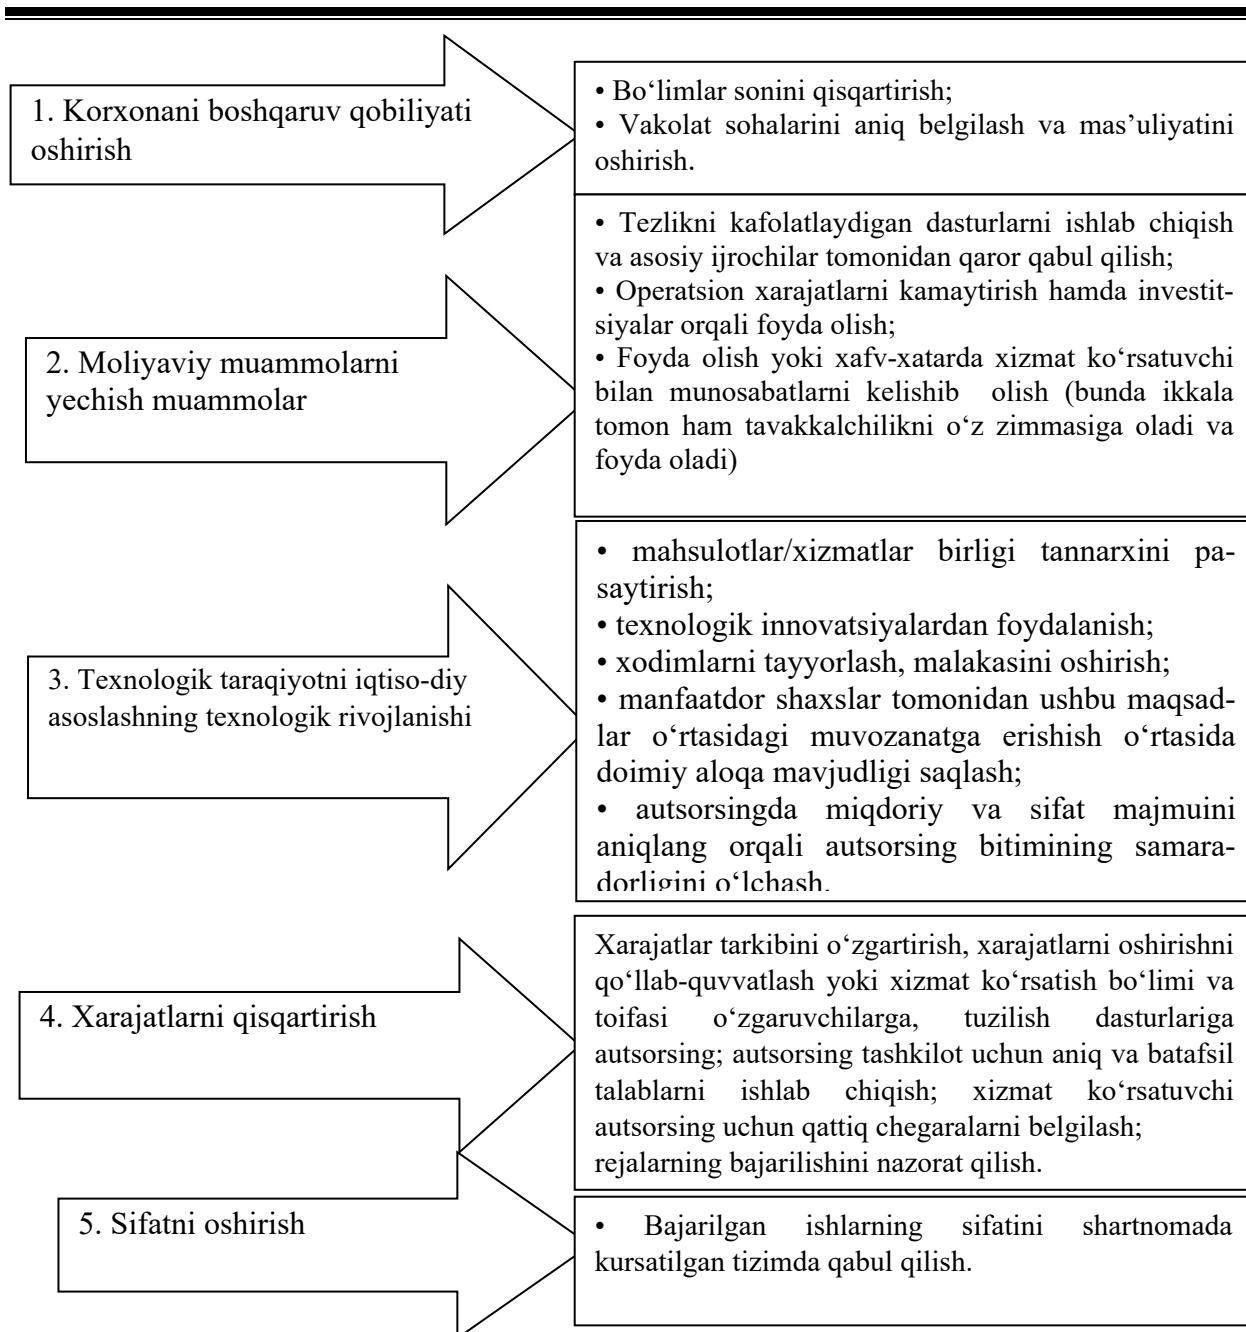 1. Korxonani boshqaruv qobiliyati
oshirish
• Bo‘limlar sonini qisqartirish;
• Vakolat sohalarini aniq belgilash va mas’uliyatini
oshirish.
2. Moliyaviy muammolarni
yechish muammolar
• Tezlikni kafolatlaydigan dasturlarni ishlab chiqish
va asosiy ijrochilar tomonidan qaror qabul qilish;
• Operatsion xarajatlarni kamaytirish hamda investit-
siyalar orqali foyda olish;
• Foyda olish yoki xafv-xatarda xizmat ko‘rsatuvchi
bilan munosabatlarni kelishib olish (bunda ikkala
tomon ham tavakkalchilikni o‘z zimmasiga oladi va
foyda oladi)
3. Texnologik taraqiyotni iqtiso-diy
asoslashning texnologik rivojlanishi
• mahsulotlar/xizmatlar birligi tannarxini pa-
saytirish;
• texnologik innovatsiyalardan foydalanish;
• xodimlarni tayyorlash, malakasini oshirish;
• manfaatdor shaxslar tomonidan ushbu maqsad-
lar o‘rtasidagi muvozanatga erishish o‘rtasida
doimiy aloqa mavjudligi saqlash;
• autsorsingda miqdoriy va sifat majmuini
aniqlang orqali autsorsing bitimining samara-
dorligini o‘lchash.
4. Xarajatlarni qisqartirish
Xarajatlar tarkibini o‘zgartirish, xarajatlarni oshirishni
qo‘llab-quvvatlash yoki xizmat ko‘rsatish bo‘limi va
toifasi o‘zgaruvchilarga, tuzilish dasturlariga
autsorsing; autsorsing tashkilot uchun aniq va batafsil
talablarni ishlab chiqish; xizmat ko‘rsatuvchi
autsorsing uchun qattiq chegaralarni belgilash;
rejalarning bajarilishini nazorat qilish.
5. Sifatni oshirish
• Bajarilgan ishlarning sifatini shartnomada
kursatilgan tizimda qabul qilish.